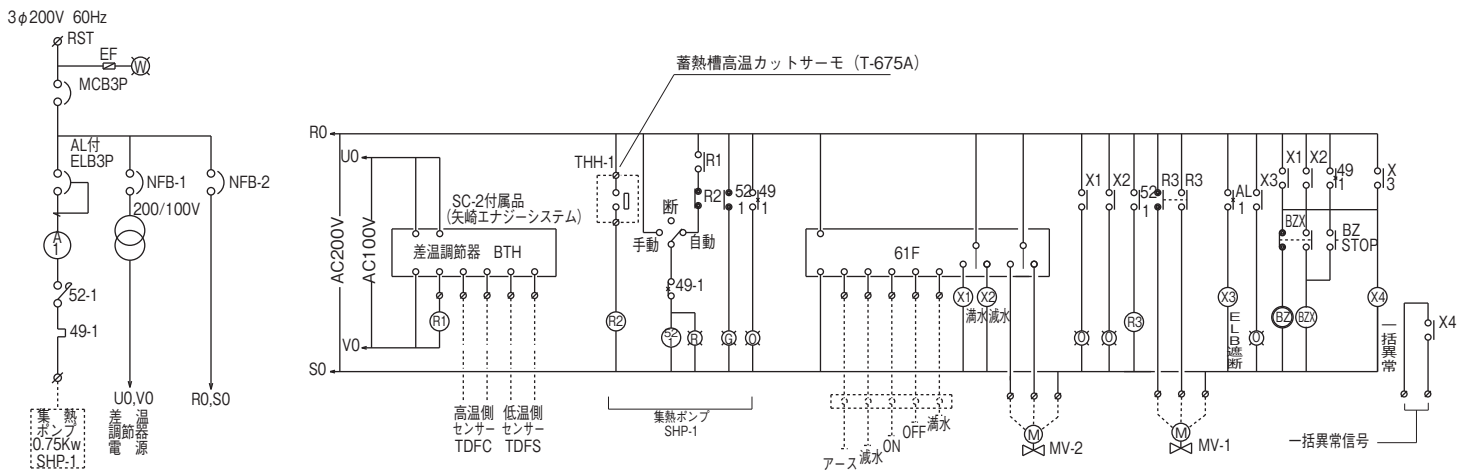 3φ200V 60Hz
RST
EF
W
MCB3P
AL付
ELB3P
NFB-1
NFB-2
200/100V
A
1
52-1
49-1
U0,V0
R0,S0
集熱
ポンプ
0.75Kw
SHP-1
差温
調節器
電源
蓄熱槽高温カットサーモ（T-675A）
R0
U0
AC200V
AC100V
V0
S0
SC-2付属品
(矢崎エナジーシステム)
差温調節器 BTH
R1
高温側
センサー
TDFC
低温側
センサー
TDFS
THH-1
R2
断
手動
自動
49-1
52
1
R
R1
R2
52
1
49
1
G
O
集熱ポンプ
SHP-1
61F
X1
満水
X2
減水
アース
減水
ON
OFF
満水
M
MV-2
X1
X2
O
O
52
1
R3
R3
R3
M
MV-1
AL
1
X3
X3
ELB遮断
O
X1
X2
49
1
BZX
BZ
STOP
BZ
BZX
X
3
X4
一括異常
X4
一括異常信号